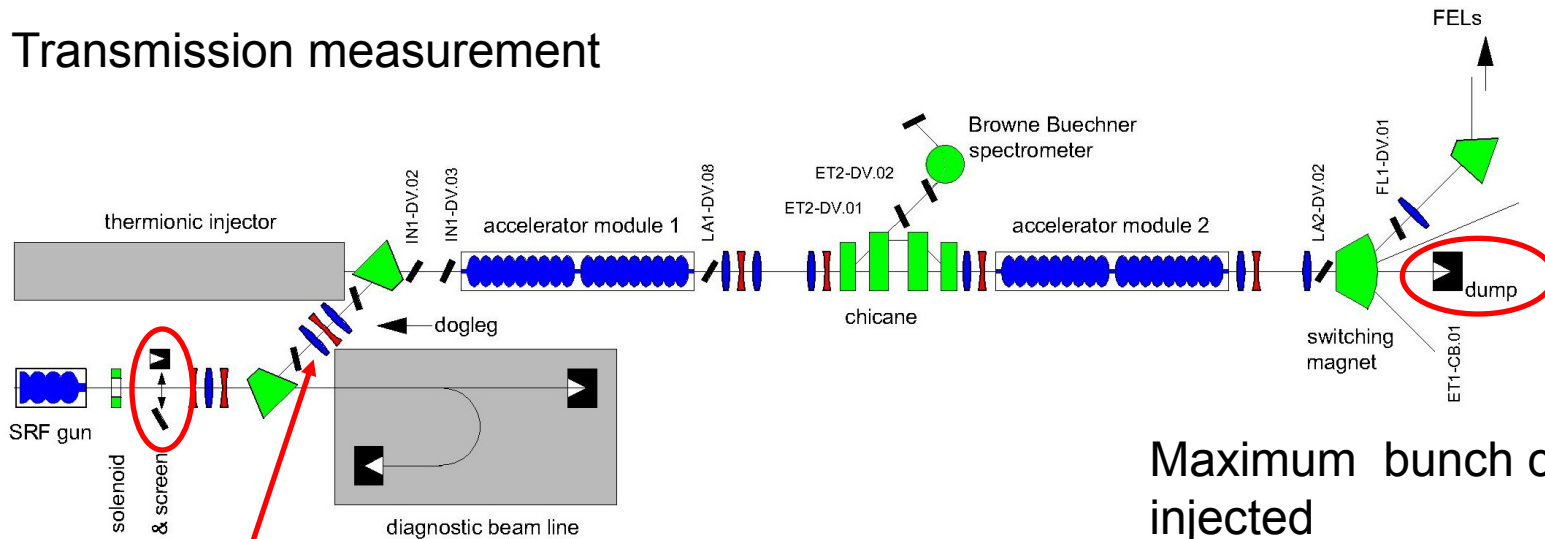 Transmission measurement
FELs
Browne Buechner
spectrometer
ET2-DV.02
ET2-DV.01
FL1-DV.01
LA2-DV.02
IN1-DV.02
IN1-DV.03
LA1-DV.08
thermionic injector
accelerator module 1
accelerator module 2
dump
chicane
switching
magnet
ET1-CB.01
dogleg
SRF gun
solenoid
& screen
diagnostic beam line
Maximum bunch
injected